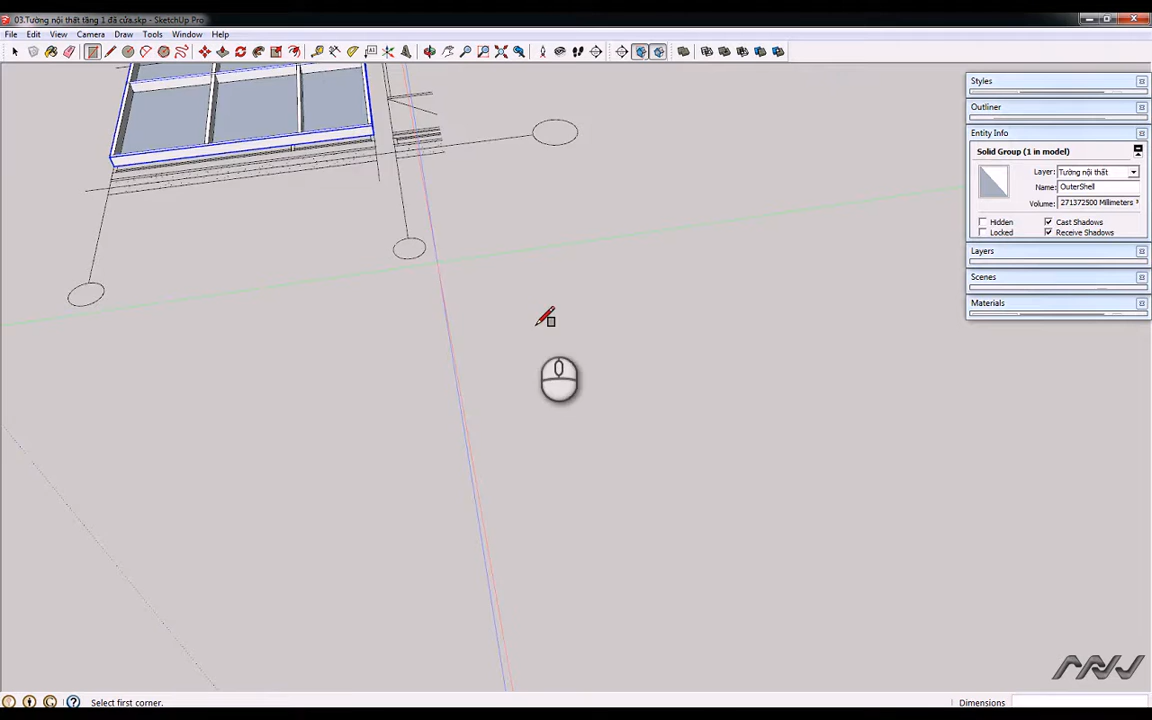 03.Tường nội thất tầng 1 đã cửa.skp - SketchUp Pro
File Edit View Camera Draw Tools Window Help
Styles
Outliner
Entity Info
Solid Group (1 in model)
Layer: Tường nội thất
Name: OuterShell
Volume: 271372500 Millimeters ³
Hidden Cast Shadows
Locked Receive Shadows
Layers
Scenes
Materials
Select first corner.
Dimensions